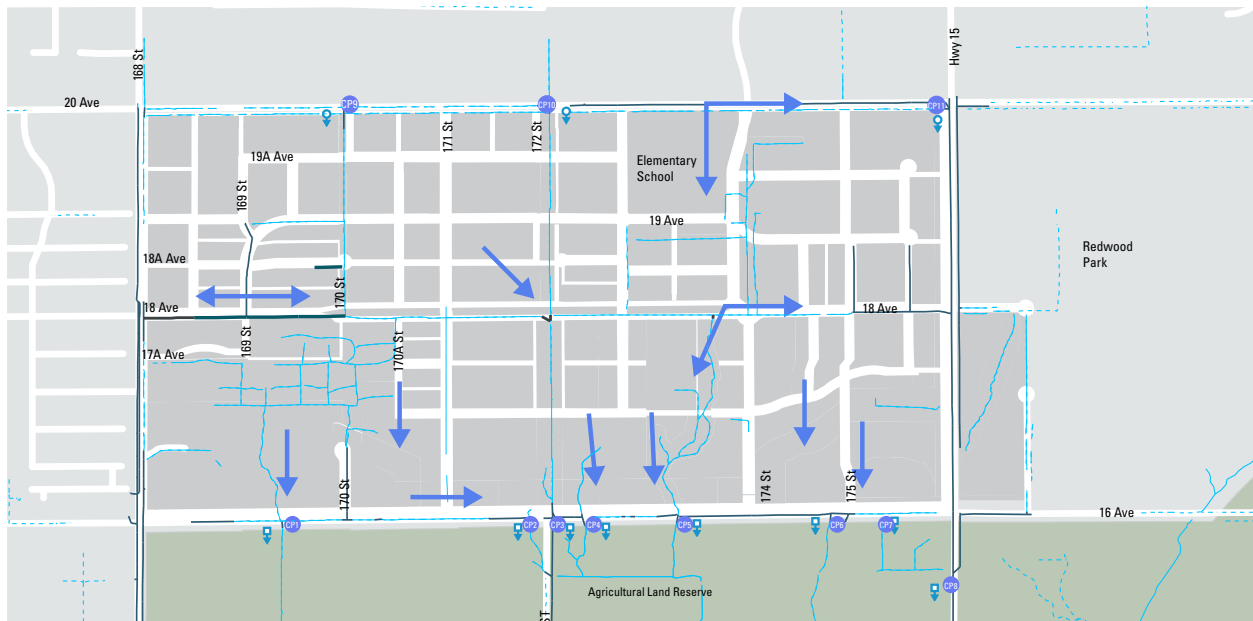 168 St
Hwy 15
20 Ave
CP9
CP10
CP11
171 St
172 St
19A Ave
Elementary
School
169 St
19 Ave
18A Ave
Redwood
Park
170 St
18 Ave
18 Ave
169 St
17A Ave
170A St
170 St
174 St
175 St
16 Ave
CP1
CP2
CP3
CP4
CP5
CP6
CP7
CP8
Agricultural Land Reserve
ST